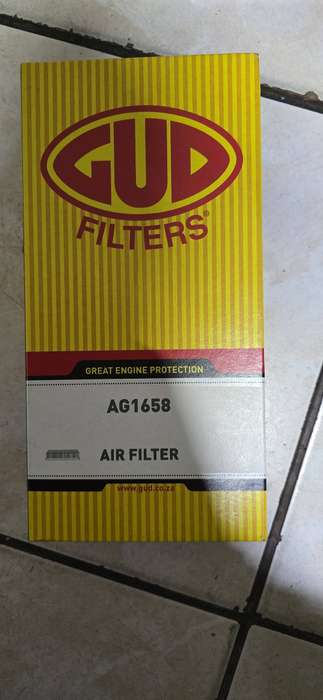 GUD
FILTERS®
GREAT ENGINE PROTECTION
AG1658
AIR FILTER
www.gud.co.za